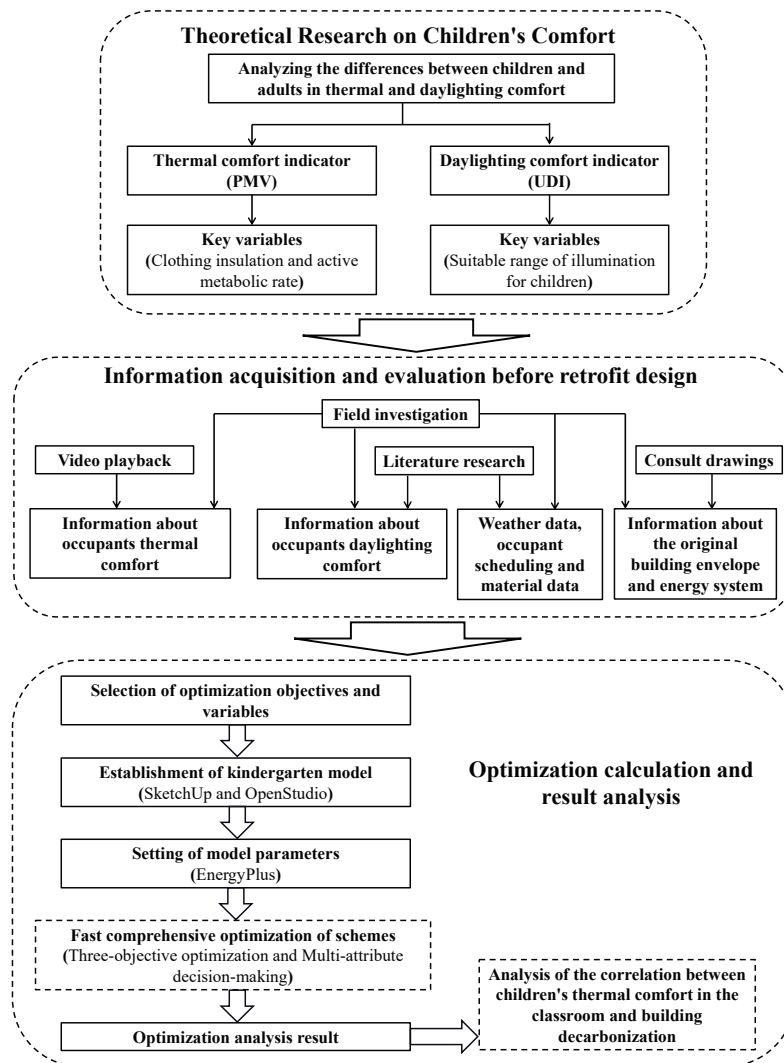 Theoretical Research on Children's Comfort
Analyzing the differences between children and
adults in thermal and daylighting comfort
Thermal comfort indicator
(PMV)
Daylighting comfort indicator
(UDI)
Key variables
(Clothing insulation and active
metabolic rate)
Key variables
(Suitable range of illumination
for children)
Information acquisition and evaluation before retrofit design
Field investigation
Video playback
Literature research
Consult drawings
Information about
occupants thermal
comfort
Information about
occupants daylighting
comfort
Weather data,
occupant
scheduling and
material data
Information about
the original
building envelope
and energy system
Selection of optimization objectives and
variables
Establishment of kindergarten model
(SketchUp and OpenStudio)
Setting of model parameters
(EnergyPlus)
Fast comprehensive optimization of schemes
(Three-objective optimization and Multi-attribute
decision-making)
Optimization analysis result
Optimization calculation and
result analysis
Analysis of the correlation between
children's thermal comfort in the
classroom and building
decarbonization